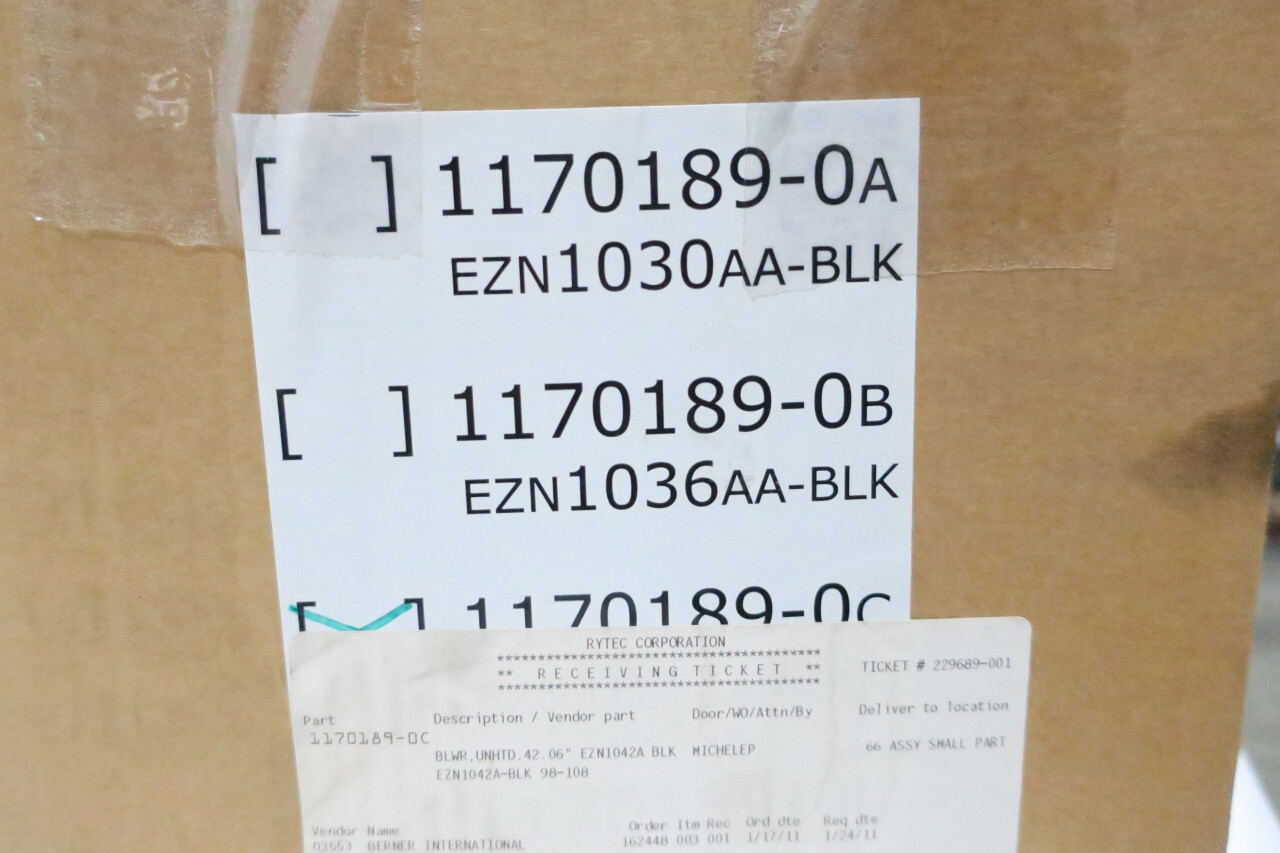 [ ] 1170189-0A
EZN1030AA-BLK
[ ] 1170189-0B
EZN1036AA-BLK
[ ] 1170189-0C
RYTEC CORPORATION
****************************************
** RECEIVING TICKET ** TICKET # 229689-001
****************************************
Part Description / Vendor part Door/WO/Attn/By Deliver to location
1170189-0C
BLWR,UNHTD,42.06" EZN1042A BLK MICHELEP 66 ASSY SMALL PART
EZN1042A-BLK 98-108
Vendor Name Order Itm Rec Ord dte Req dte
03663 BERNER INTERNATIONAL 162448 003 001 1/17/11 1/24/11